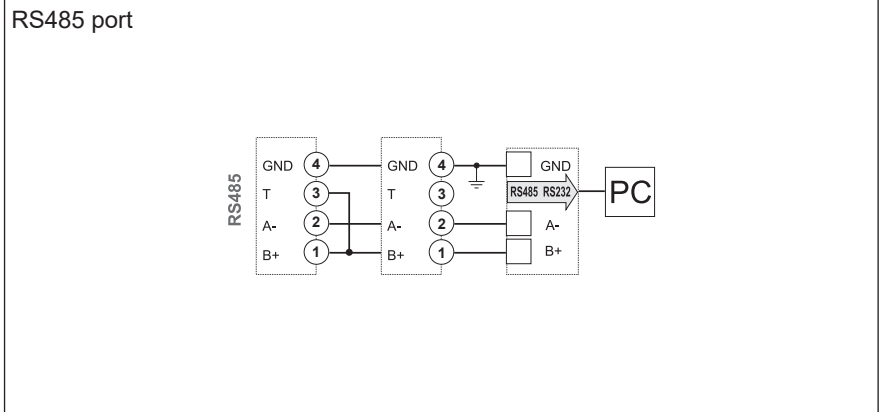 RS485 port
RS485
GND 4 GND 4 GND
T 3 T 3 RS485 RS232 PC
A- 2 A- 2 A-
B+ 1 B+ 1 B+